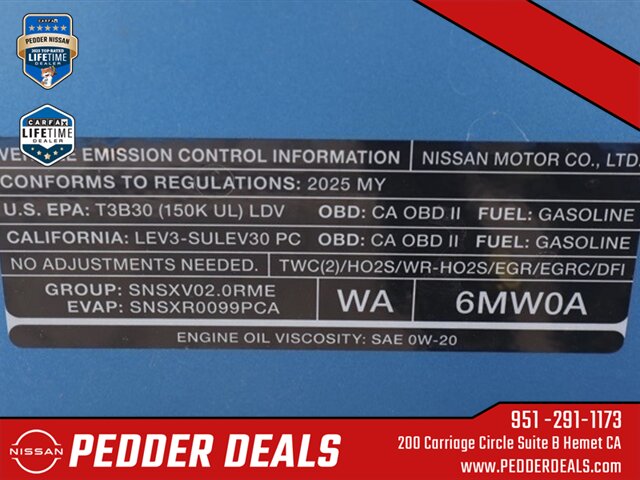 CARFAX
PEDDER NISSAN
2023 TOP-RATED
LIFETIME
DEALER
CARFAX
LIFETIME
DEALER
EMISSION CONTROL INFORMATION NISSAN MOTOR CO., LTD.
CONFORMS TO REGULATIONS: 2025 MY
U.S. EPA: T3B30 (150K UL) LDV OBD: CA OBD II FUEL: GASOLINE
CALIFORNIA: LEV3-SULEV30 PC OBD: CA OBD II FUEL: GASOLINE
NO ADJUSTMENTS NEEDED. TWC(2)/HO2S/WR-HO2S/EGR/EGRC/DFI
GROUP: SNSXV02.0RME WA 6MW0A
EVAP: SNSXR0099PCA
ENGINE OIL VISCOSITY: SAE 0W-20
NISSAN PEDDER DEALS
951 -291-1173
200 Carriage Circle Suite B Hemet CA
www.PEDDERDEALS.com